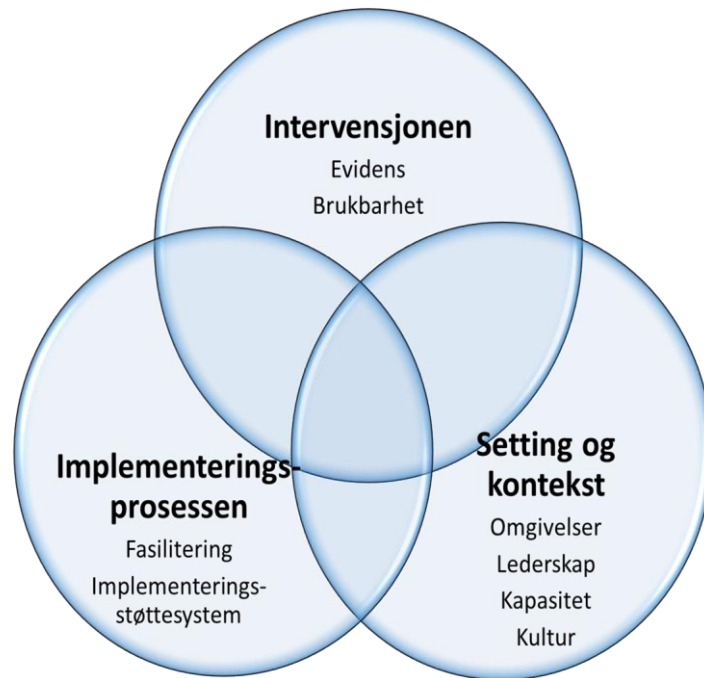 Intervensjonen
Evidens
Brukbarhet
Implementerings-
prosessen
Fasilitering
Implementerings-
støttesystem
Setting og
kontekst
Omgivelser
Lederskap
Kapasitet
Kultur